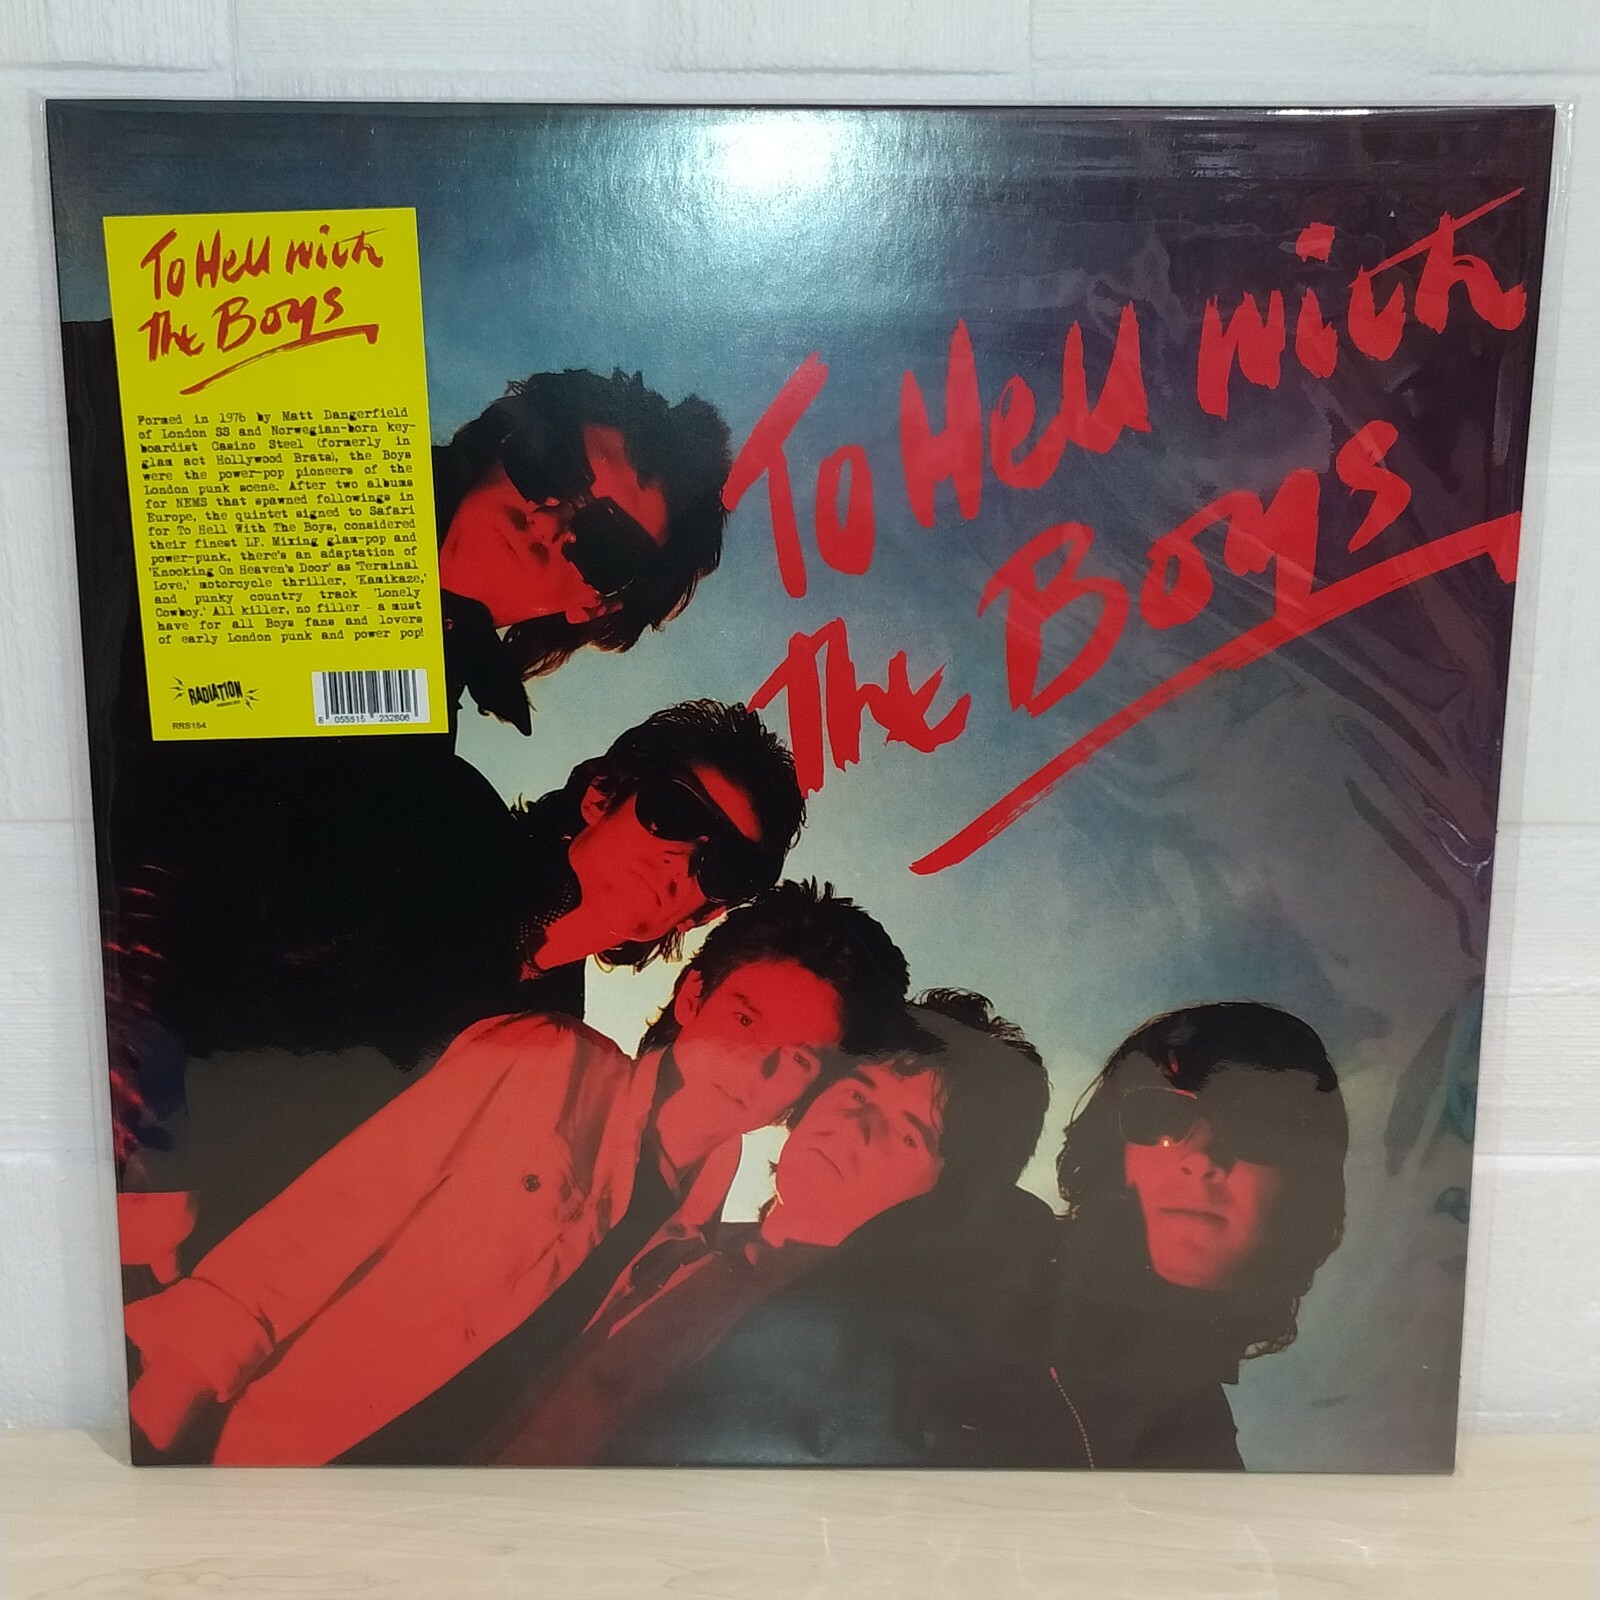 To Hell with
The Boys
Formed in 1976 by Matt Dangerfield
of London SS and Norwegian-born key-
boardist Casino Steel (formerly in
glam act Hollywood Brats), the Boys
were the power-pop pioneers of the
London punk scene. After two albums
for NEMS that spawned followings in
Europe, the quintet signed to Safari
for To Hell With The Boys, considered
their finest LP. Mixing glam-pop and
power-punk, there's an adaptation of
'Knocking On Heaven's Door' as 'Terminal
Love,' motorcycle thriller, 'Kamikaze,'
and punky country track 'Lonely
Cowboy.' All killer, no filler - a must
have for all Boys fans and lovers
of early London punk and power pop!
RADIATION
RRS154
8 055515 232806
To Hell with
The Boys